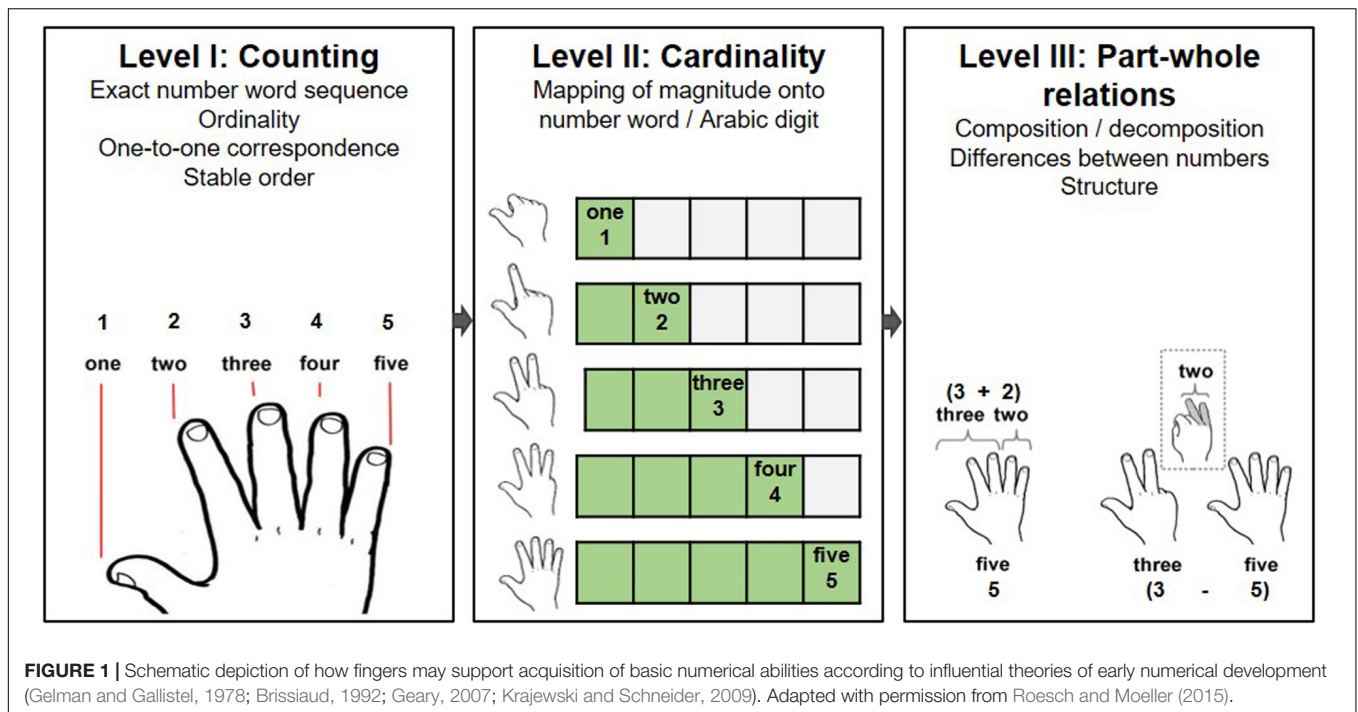 Level I: Counting
Exact number word sequence
Ordinality
One-to-one correspondence
Stable order
1 2 3 4 5
one two three four five
Level II: Cardinality
Mapping of magnitude onto
number word / Arabic digit
one
1
two
2
three
3
four
4
five
5
Level III: Part-whole
relations
Composition / decomposition
Differences between numbers
Structure
(3 + 2)
three two
five
5
two
three five
(3 - 5)
FIGURE 1 | Schematic depiction of how fingers may support acquisition of basic numerical abilities according to influential theories of early numerical development
(Gelman and Gallistel, 1978; Brissiaud, 1992; Geary, 2007; Krajewski and Schneider, 2009). Adapted with permission from Roesch and Moeller (2015).